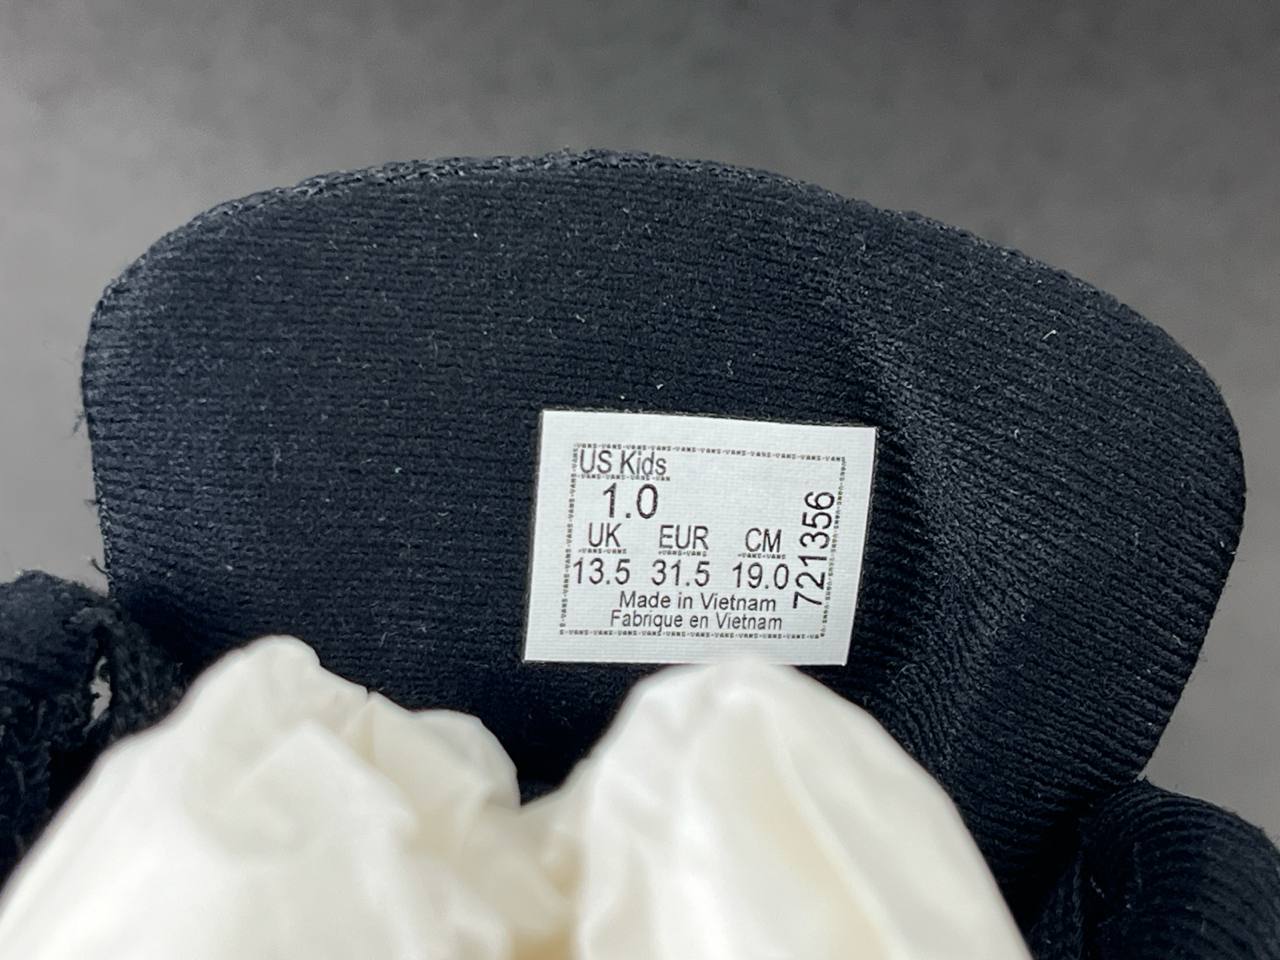 US Kids
1.0
UK EUR CM
13.5 31.5 19.0
Made in Vietnam
Fabrique en Vietnam
721356